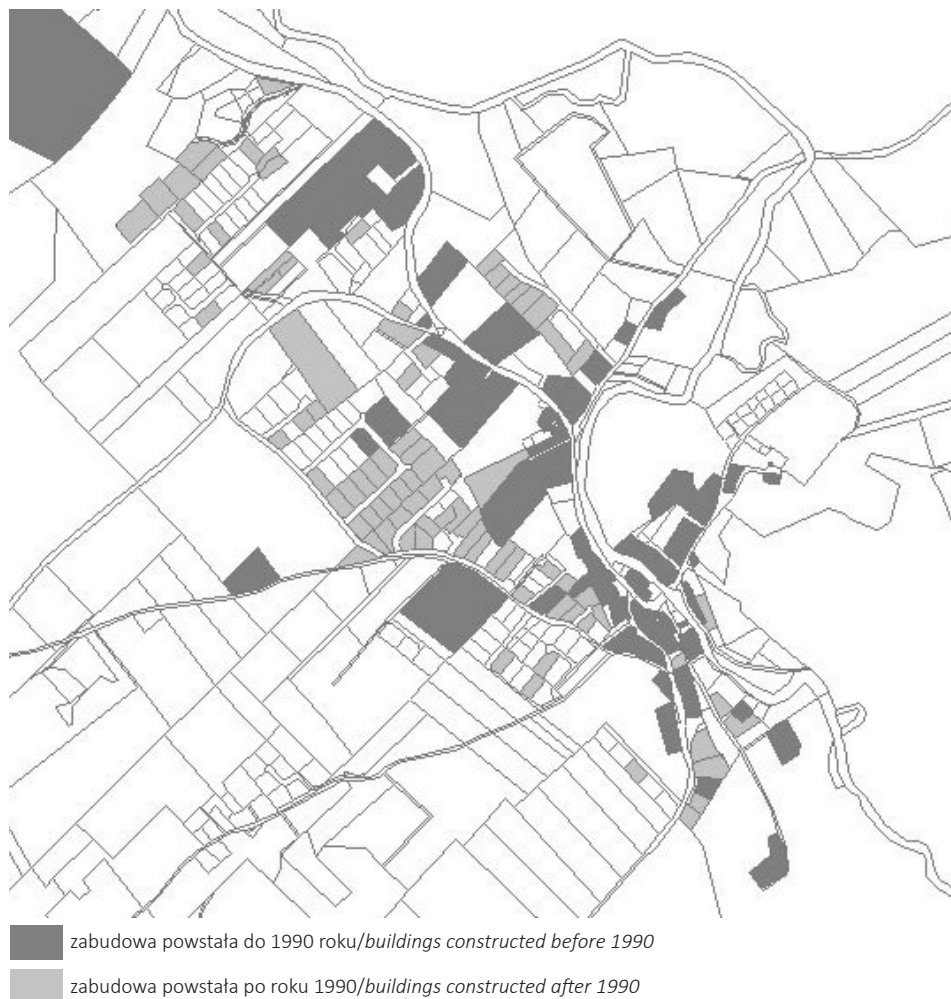 zabudowa powstała do 1990 roku/buildings constructed before 1990
zabudowa powstała po roku 1990/buildings constructed after 1990